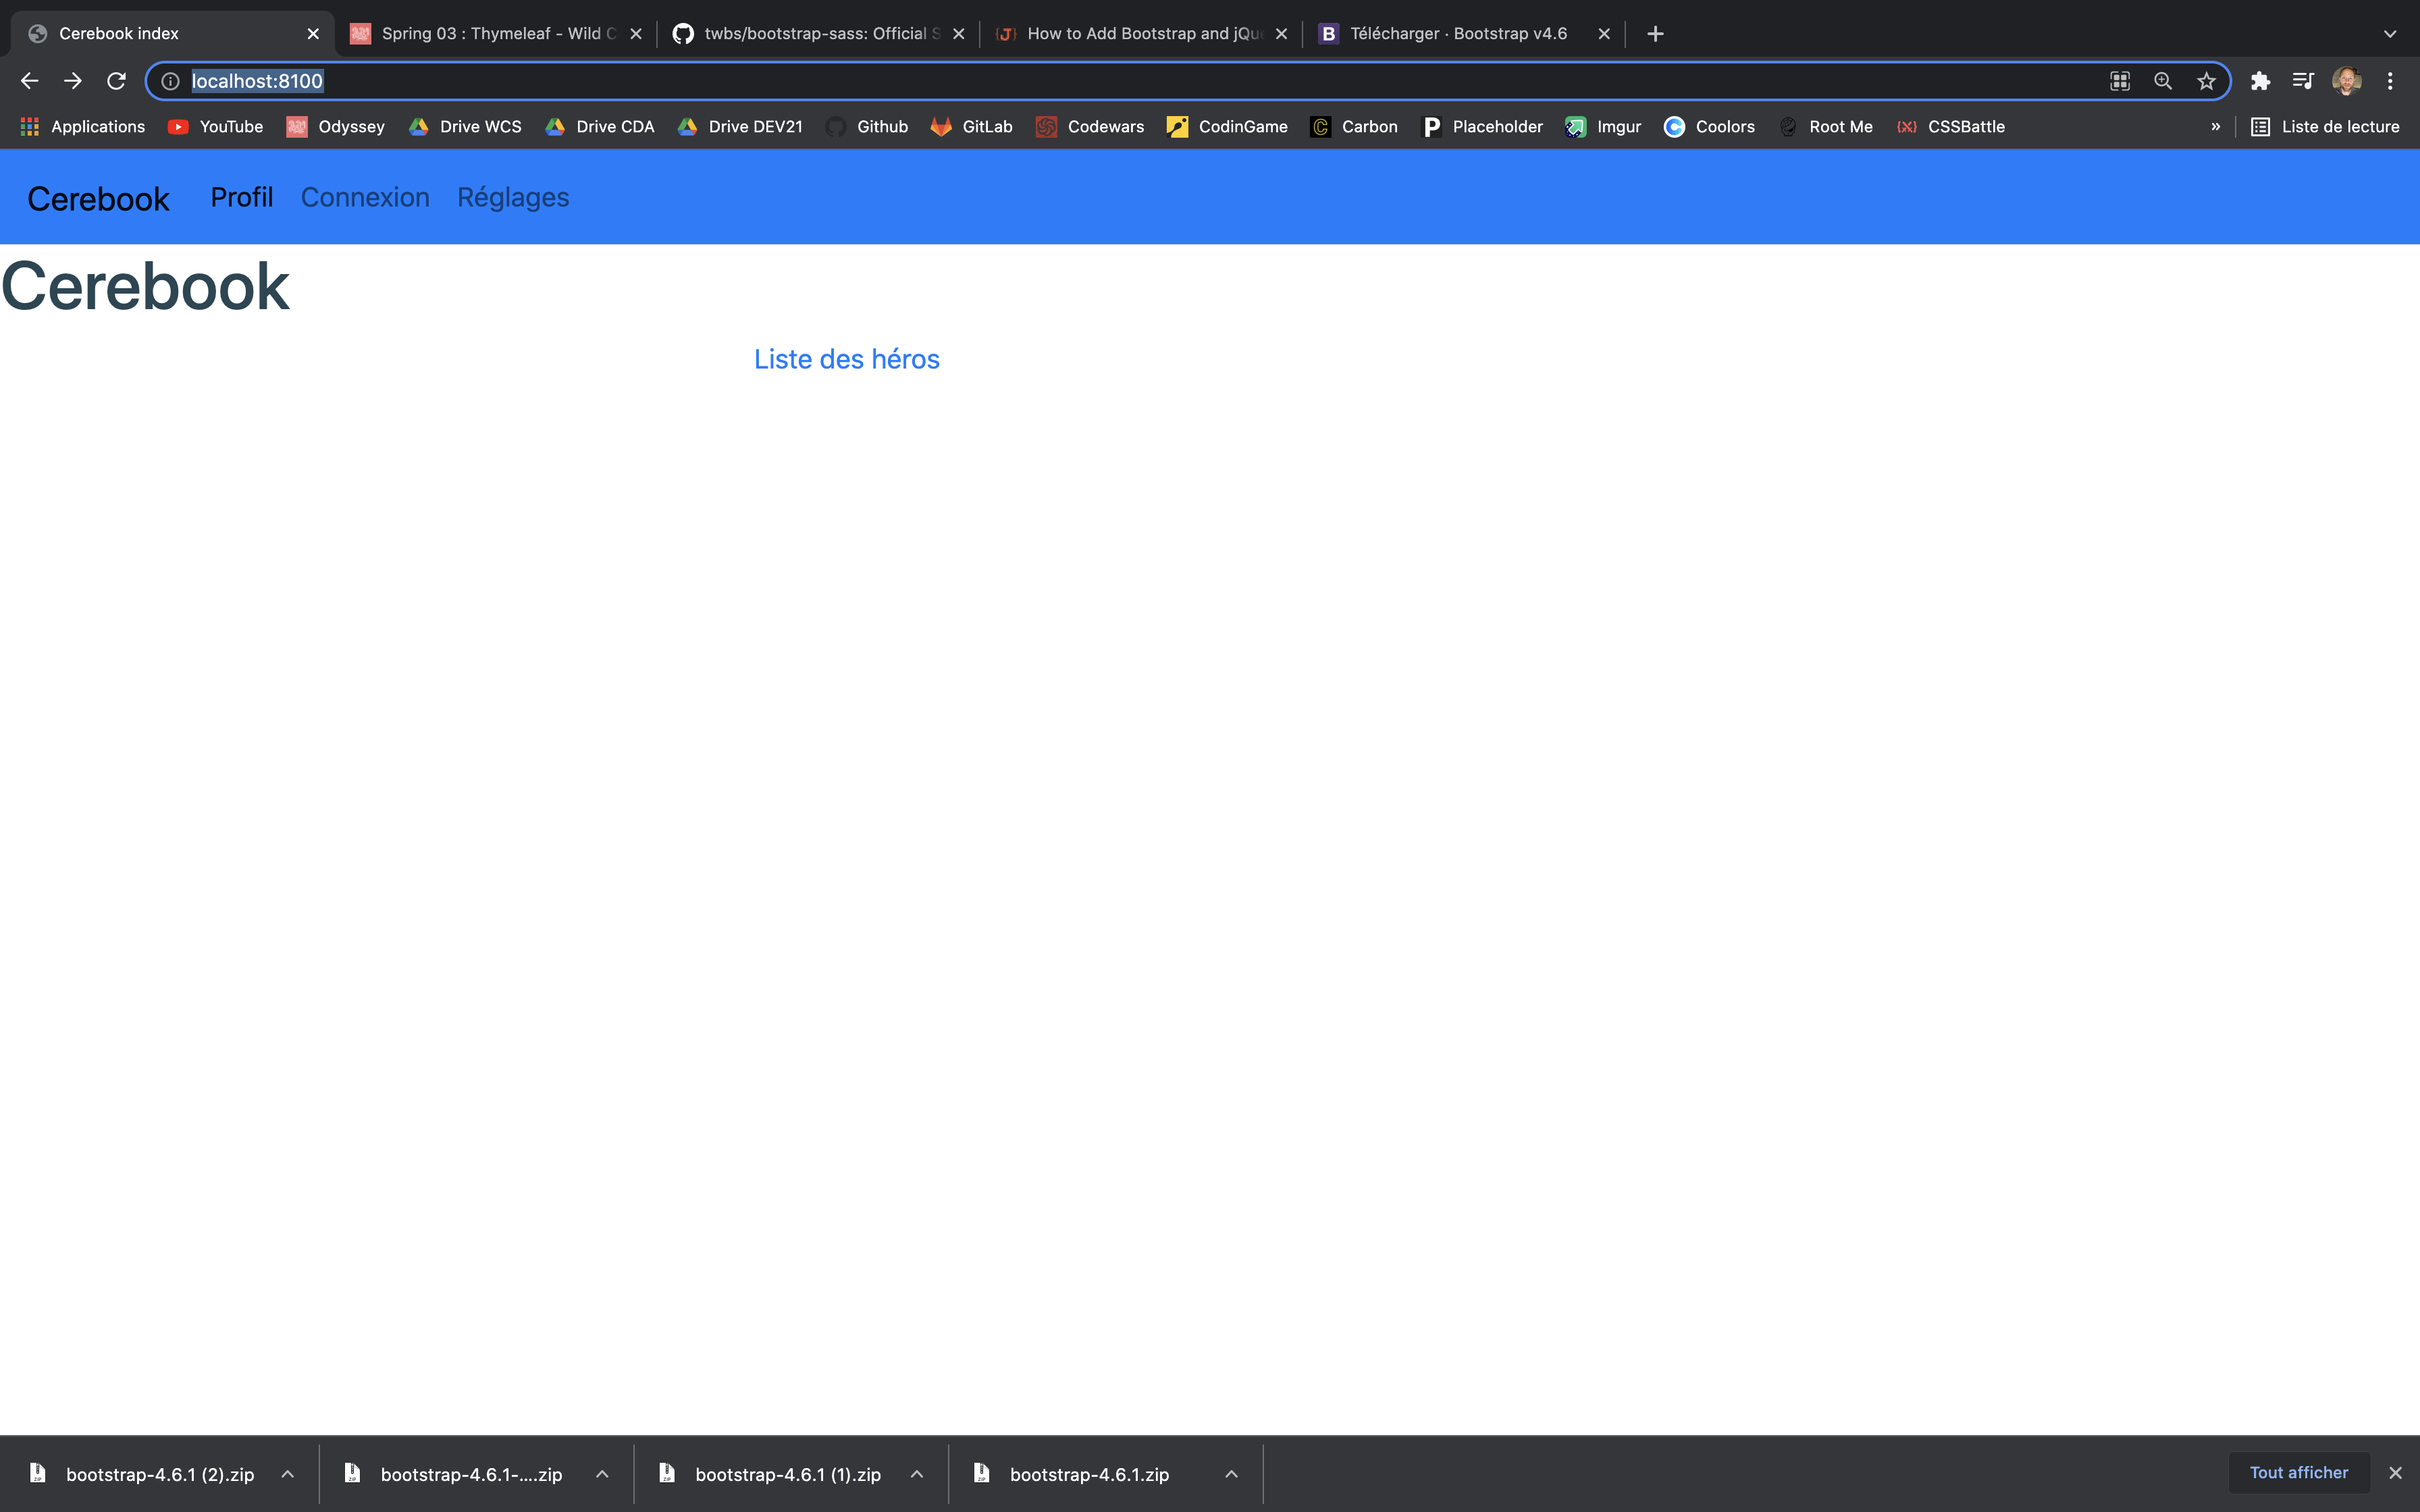 Cerebook index
Spring 03 : Thymeleaf - Wild C
twbs/bootstrap-sass: Official S
How to Add Bootstrap and jQue
Télécharger · Bootstrap v4.6
localhost:8100
Applications
YouTube
Odyssey
Drive WCS
Drive CDA
Drive DEV21
Github
GitLab
Codewars
CodinGame
Carbon
Placeholder
Imgur
Coolors
Root Me
CSSBattle
»
Liste de lecture
Cerebook
Profil
Connexion
Réglages
Cerebook
Liste des héros
bootstrap-4.6.1 (2).zip
bootstrap-4.6.1-....zip
bootstrap-4.6.1 (1).zip
bootstrap-4.6.1.zip
Tout afficher